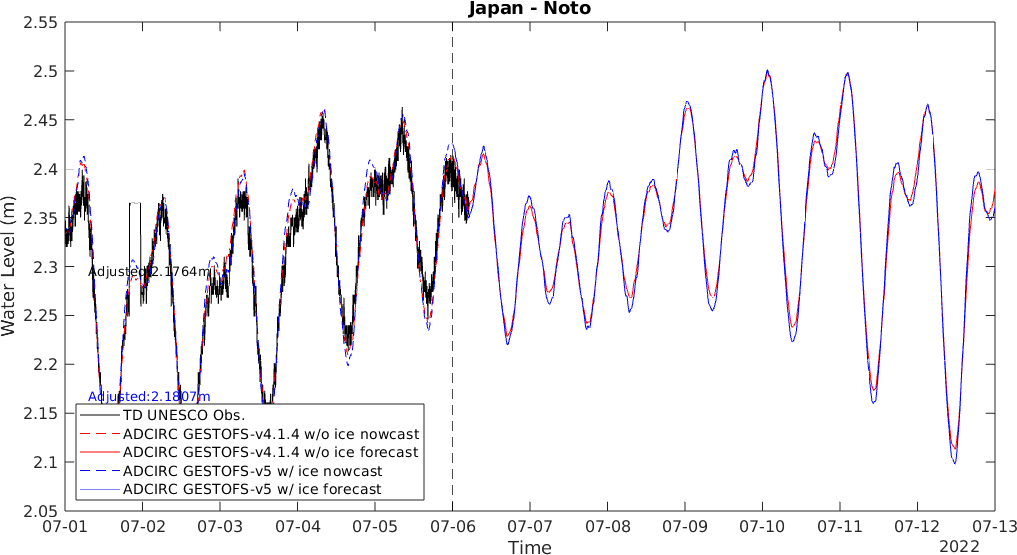 Japan - Noto
2.55
2.5
2.45
2.4
2.35
2.3
2.25
2.2
2.15
2.1
2.05
Water Level (m)
Adjusted:2.1764m
Adjusted:2.1807m
TD UNESCO Obs.
ADCIRC GESTOFS-v4.1.4 w/o ice nowcast
ADCIRC GESTOFS-v4.1.4 w/o ice forecast
ADCIRC GESTOFS-v5 w/ ice nowcast
ADCIRC GESTOFS-v5 w/ ice forecast
07-01 07-02 07-03 07-04 07-05 07-06 07-07 07-08 07-09 07-10 07-11 07-12 07-13
Time
2022